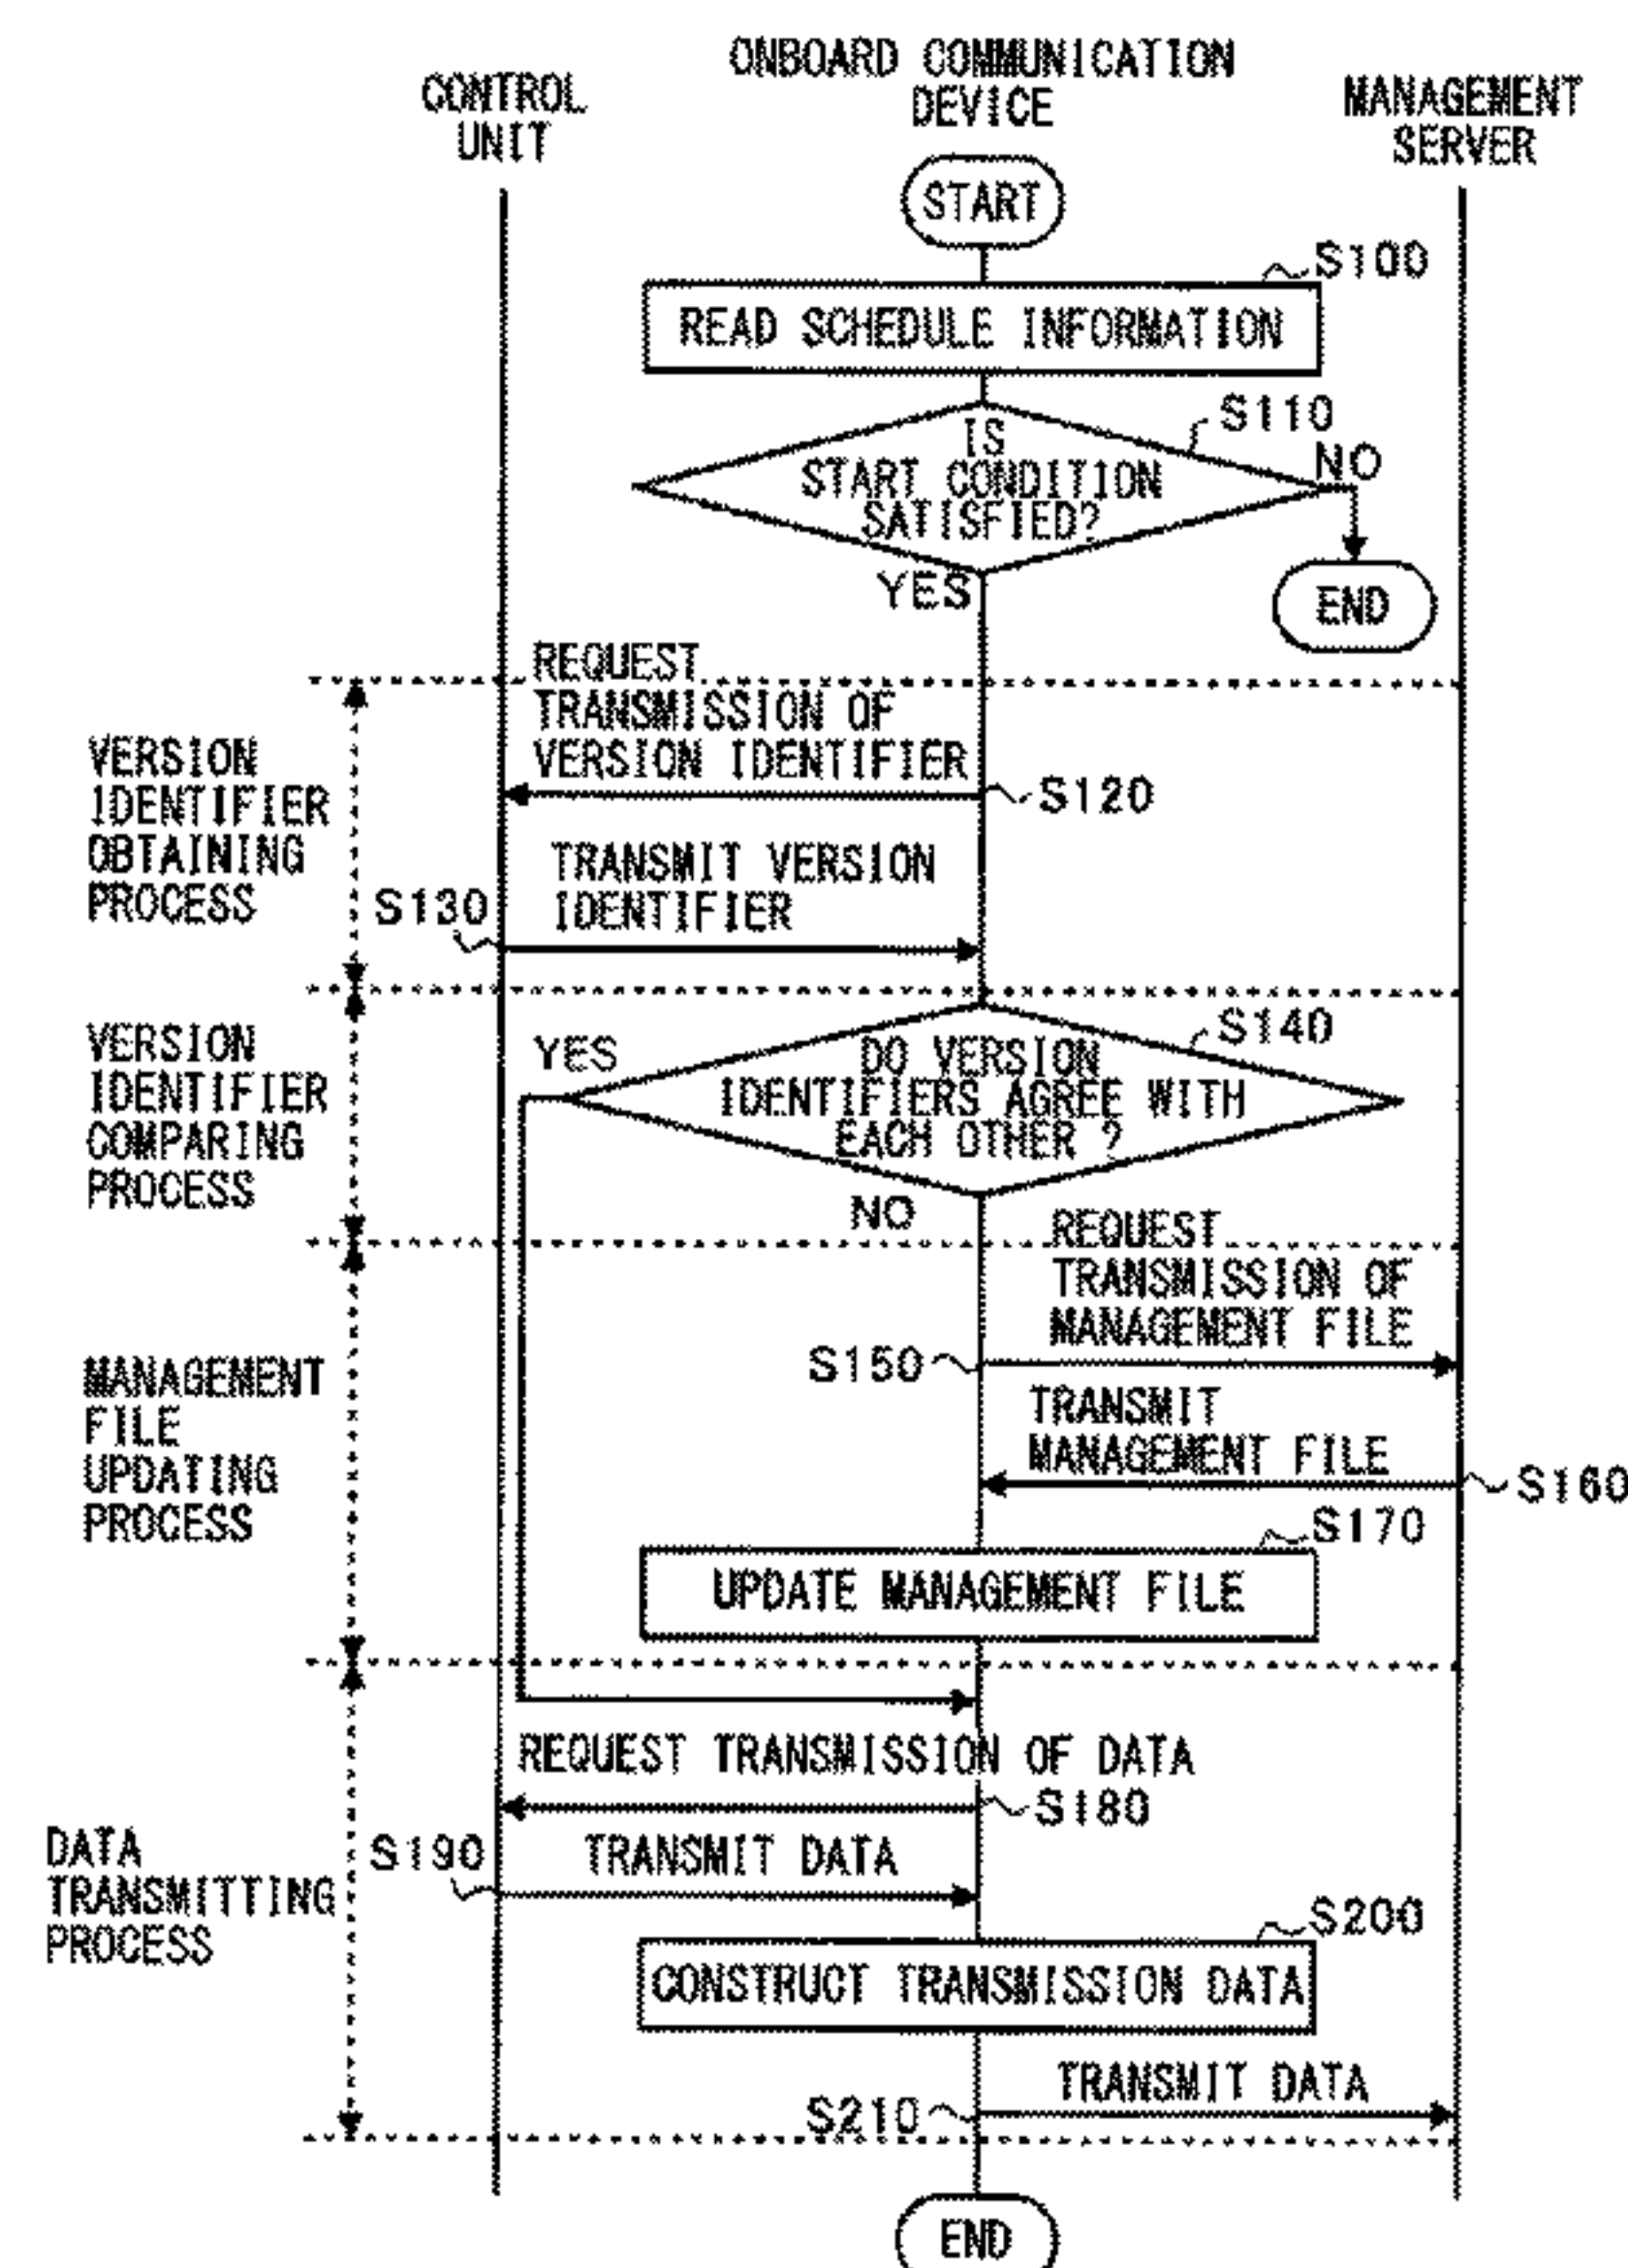 ONBOARD COMMUNICATION
DEVICE
CONTROL
UNIT
MANAGEMENT
SERVER
START
S100
READ SCHEDULE INFORMATION
S110
IS
START CONDITION
SATISFIED?
NO
YES
END
REQUEST
TRANSMISSION OF
VERSION IDENTIFIER
S120
VERSION
IDENTIFIER
OBTAINING
PROCESS
TRANSMIT VERSION
IDENTIFIER
S130
S140
YES
DO VERSION
IDENTIFIERS AGREE WITH
EACH OTHER ?
NO
VERSION
IDENTIFIER
COMPARING
PROCESS
REQUEST
TRANSMISSION OF
MANAGEMENT FILE
S150
TRANSMIT
MANAGEMENT FILE
S160
MANAGEMENT
FILE
UPDATING
PROCESS
S170
UPDATE MANAGEMENT FILE
REQUEST TRANSMISSION OF DATA
S180
S190
TRANSMIT DATA
DATA
TRANSMITTING
PROCESS
S200
CONSTRUCT TRANSMISSION DATA
TRANSMIT DATA
S210
END